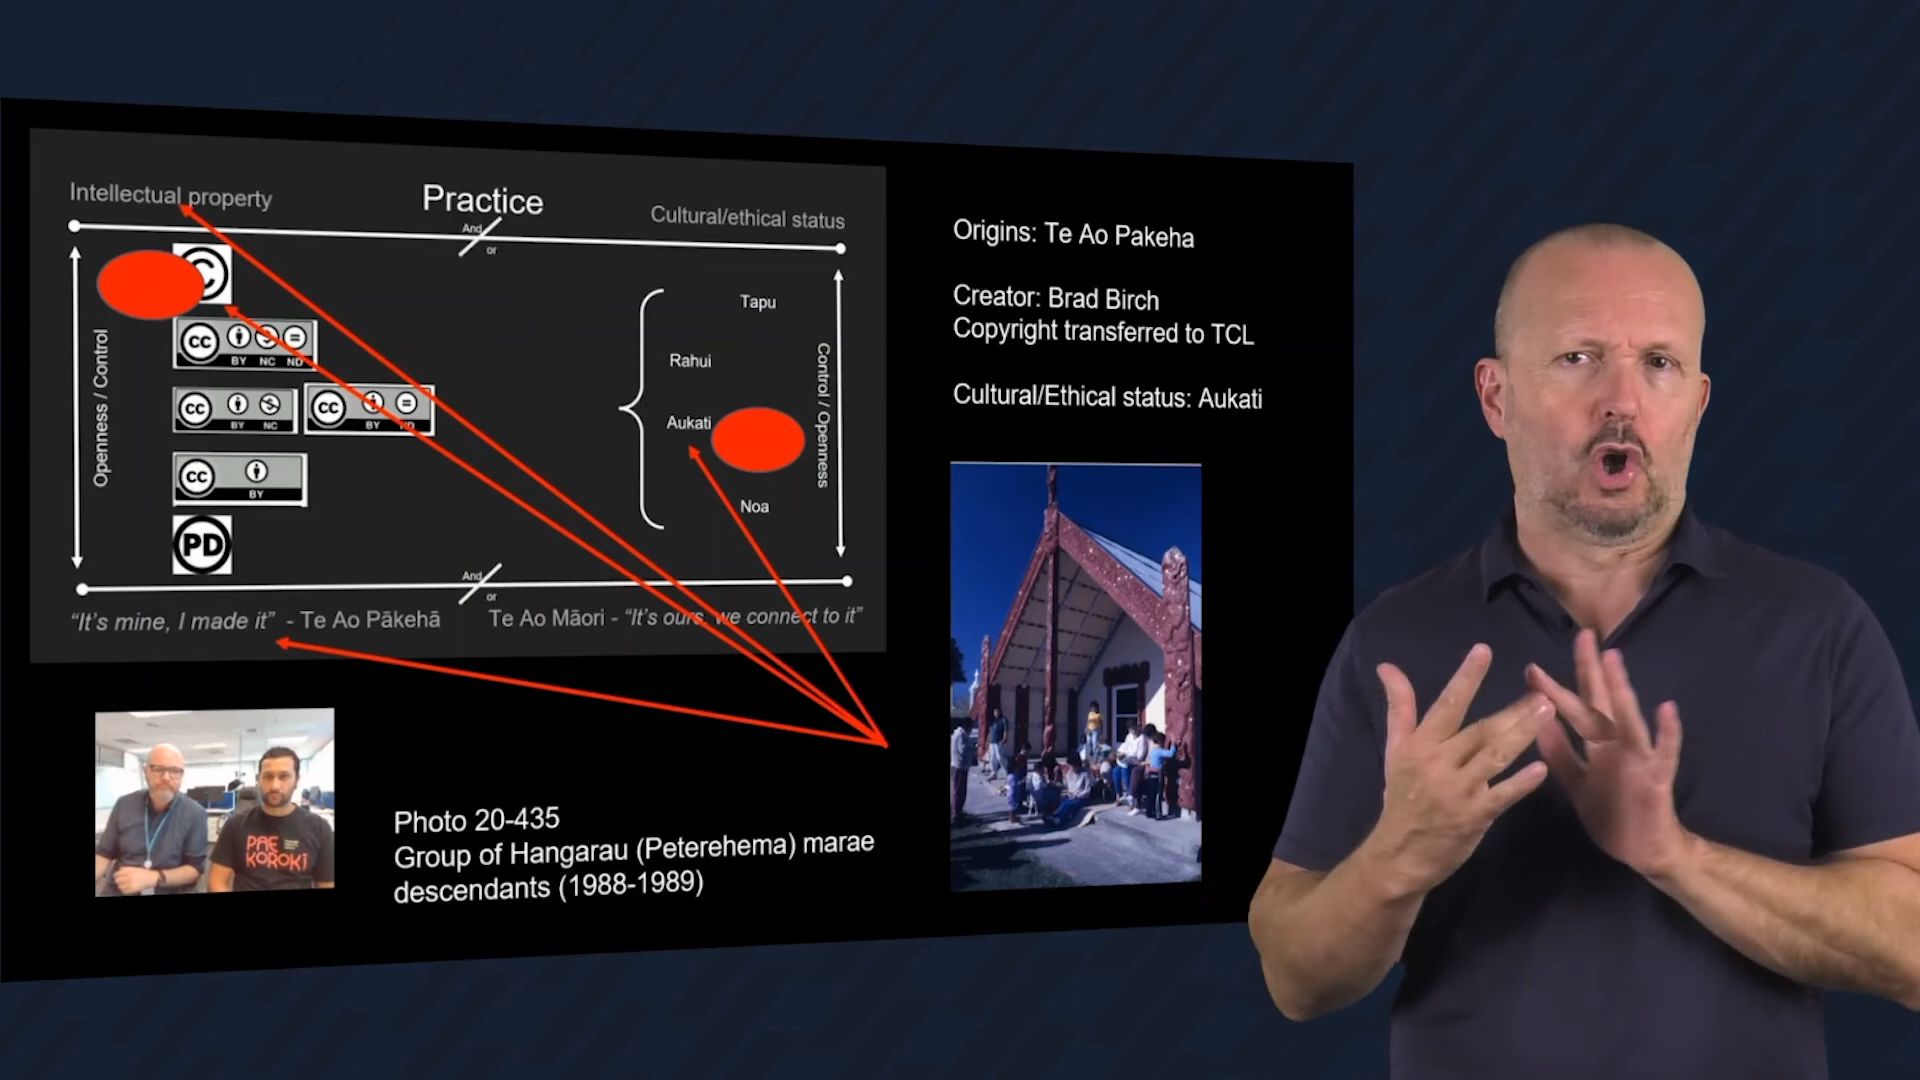 Intellectual property
Practice
Cultural/ethical status
And
or
C
Tapu
CC
BY NC ND
Rahui
Openness / Control
Control / Openness
CC
BY NC
CC
BY ND
Aukati
CC
BY
Noa
PD
And
or
"It's mine, I made it" - Te Ao Pākehā
Te Ao Māori - "It's ours, we connect to it"
Origins: Te Ao Pakeha
Creator: Brad Birch
Copyright transferred to TCL
Cultural/Ethical status: Aukati
PAE
KOROKI
Photo 20-435
Group of Hangarau (Peterehema) marae
descendants (1988-1989)